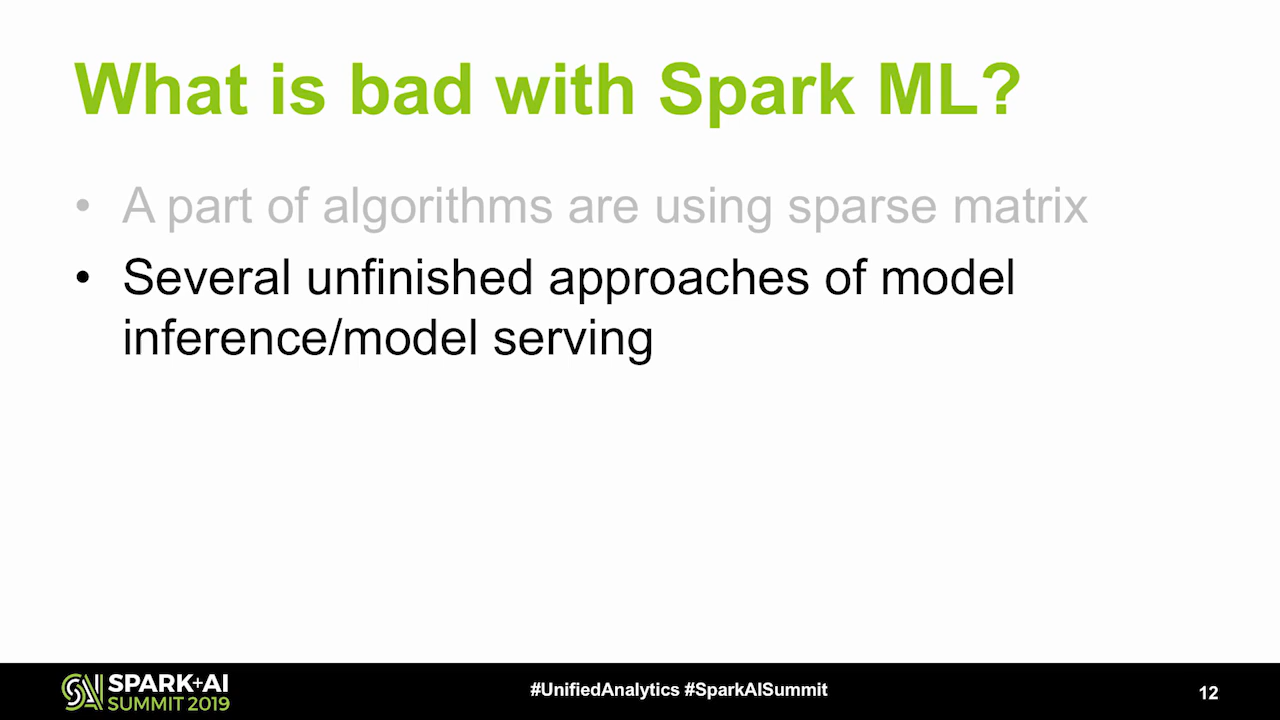 What is bad with Spark ML?
• A part of algorithms are using sparse matrix
• Several unfinished approaches of model
inference/model serving
SPARK+AI
SUMMIT 2019
#UnifiedAnalytics #SparkAISummit
12